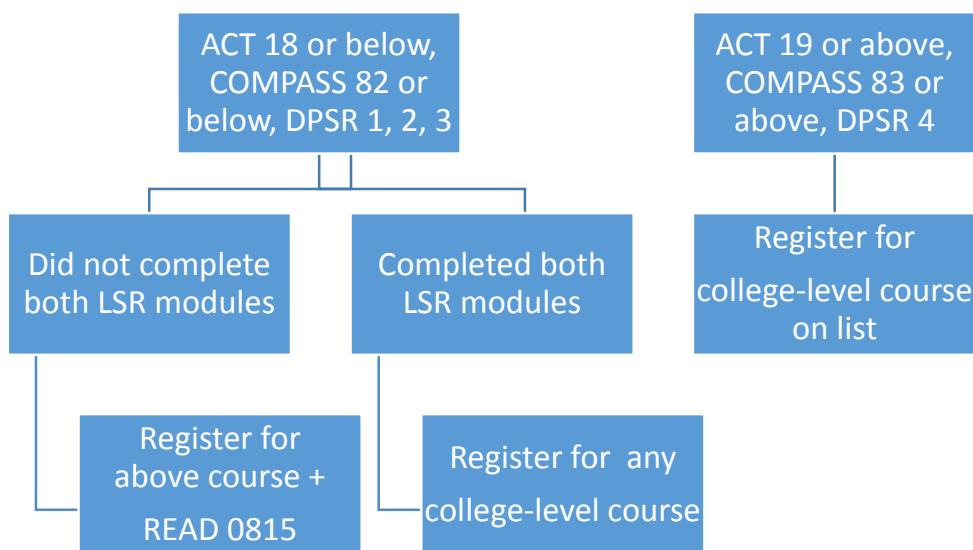 ACT 18 or below,
COMPASS 82 or
below, DPSR 1, 2, 3
ACT 19 or above,
COMPASS 83 or
above, DPSR 4
Did not complete
both LSR modules
Completed both
LSR modules
Register for
college-level course
on list
Register for
above course +
READ 0815
Register for any
college-level course